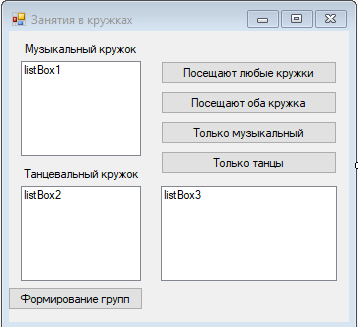 Занятия в кружках
Музыкальный кружок
listBox1
Посещают любые кружки
Посещают оба кружка
Только музыкальный
Только танцы
Танцевальный кружок
listBox2
listBox3
Формирование групп